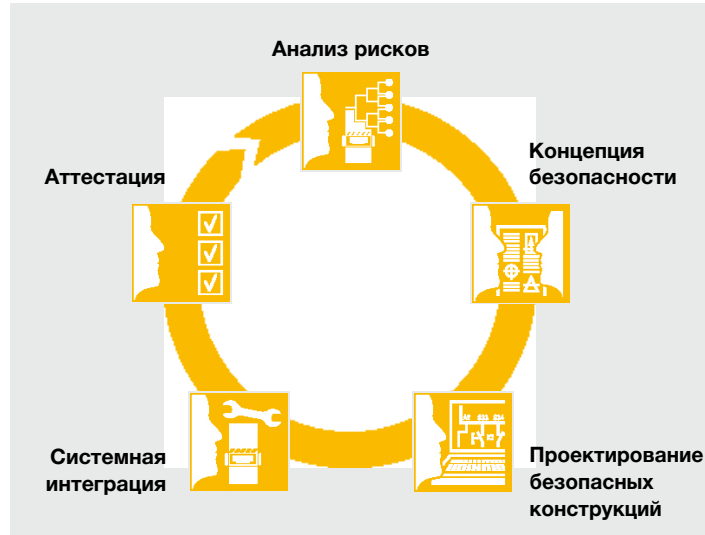 Анализ рисков
Концепция
безопасности
Аттестация
Системная
интеграция
Проектирование
безопасных
конструкций